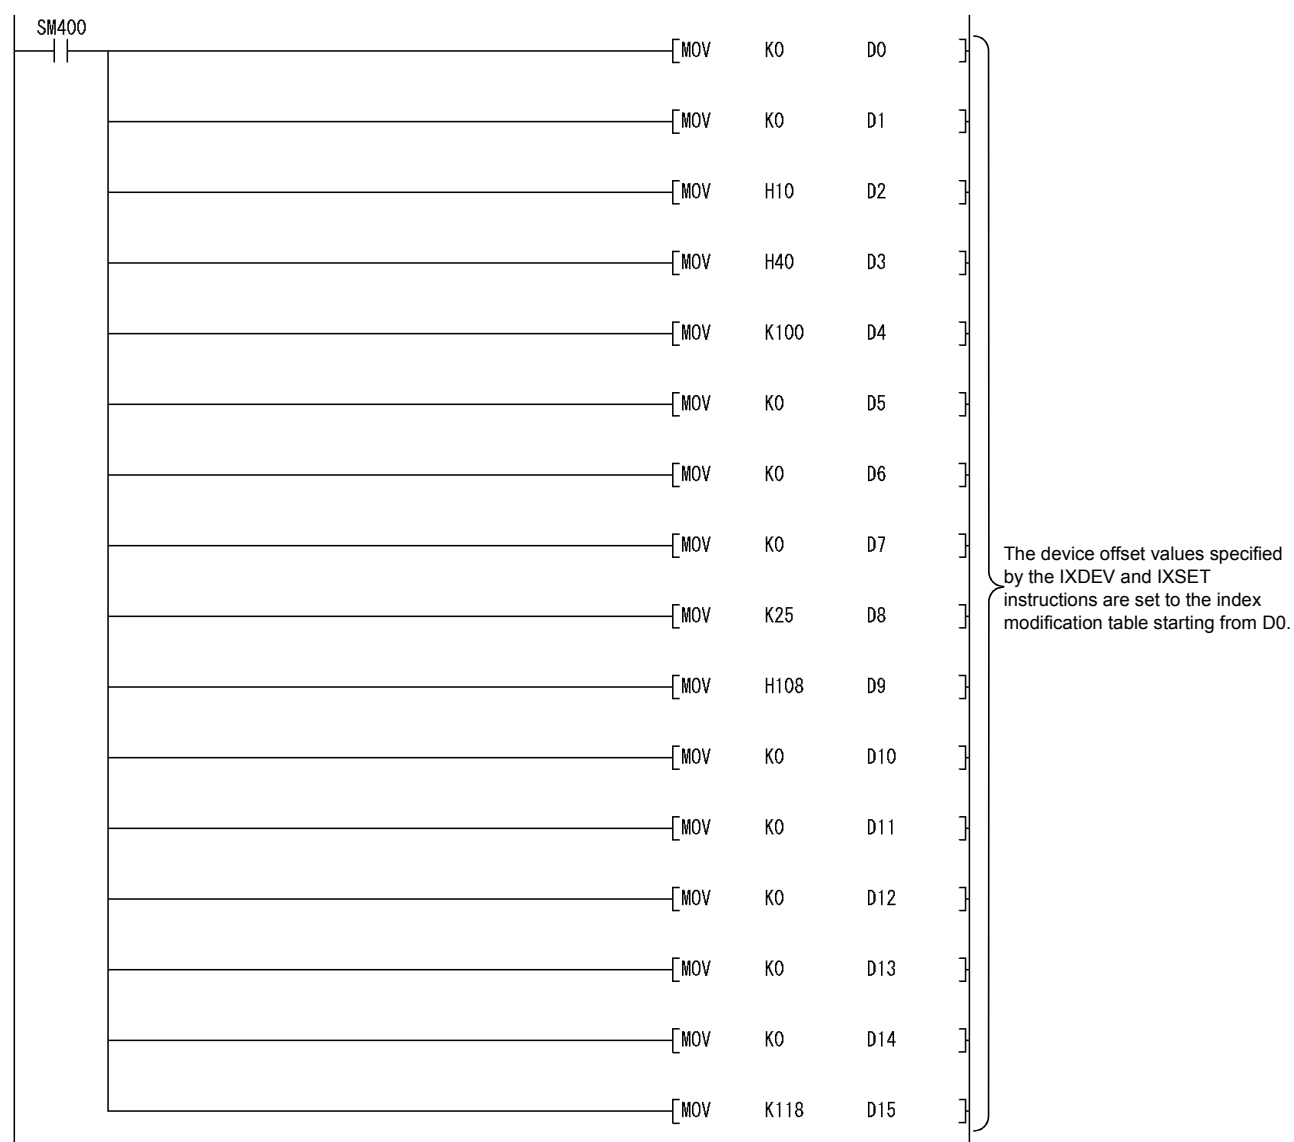 SM400
[MOV K0 D0 ]
[MOV K0 D1 ]
[MOV H10 D2 ]
[MOV H40 D3 ]
[MOV K100 D4 ]
[MOV K0 D5 ]
[MOV K0 D6 ]
[MOV K0 D7 ]
[MOV K25 D8 ]
[MOV H108 D9 ]
[MOV K0 D10 ]
[MOV K0 D11 ]
[MOV K0 D12 ]
[MOV K0 D13 ]
[MOV K0 D14 ]
[MOV K118 D15 ]
The device offset values specified
by the IXDEV and IXSET
instructions are set to the index
modification table starting from D0.